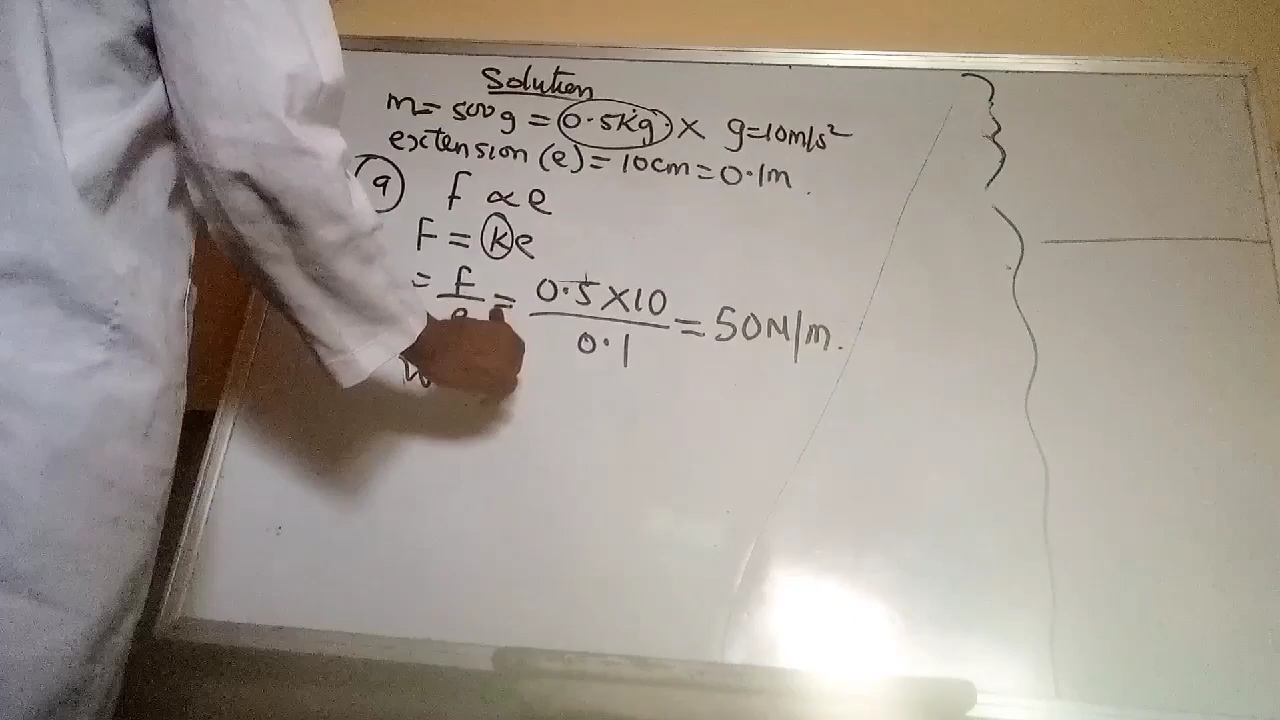 Solution
m = 500g = 0.5Kg × g=10m/s²
extension (e) = 10cm = 0.1m.
(a) F ∝ e
F = ke
= F/e = 0.5×10/0.1 = 50N/m.